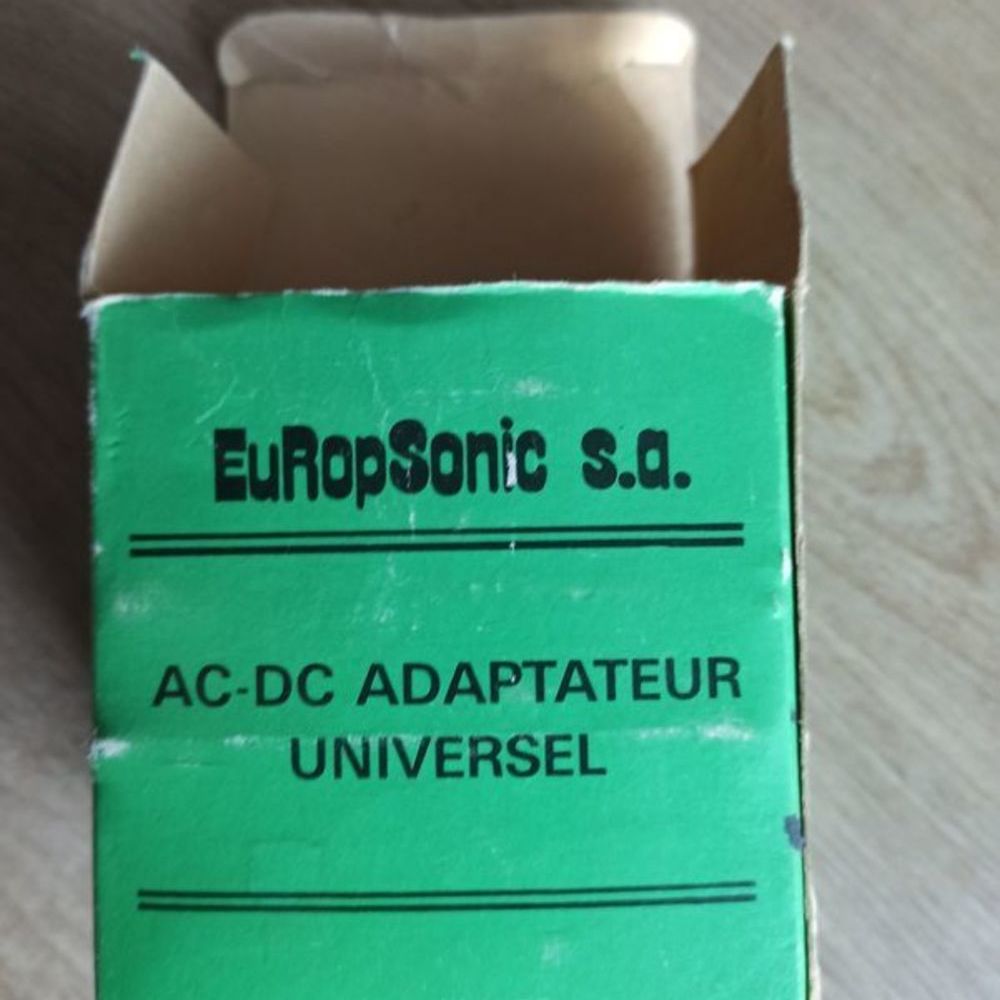 EuRopSonic s.a.
AC-DC ADAPTATEUR
UNIVERSEL